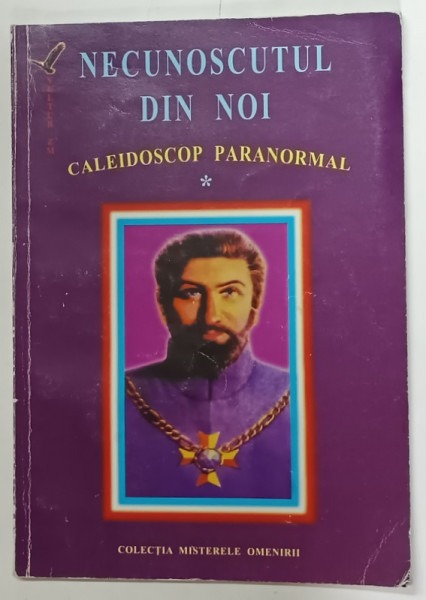 NECUNOSCUTUL
DIN NOI
CALEIDOSCOP PARANORMAL
*
COLECȚIA MISTERELE OMENIRII